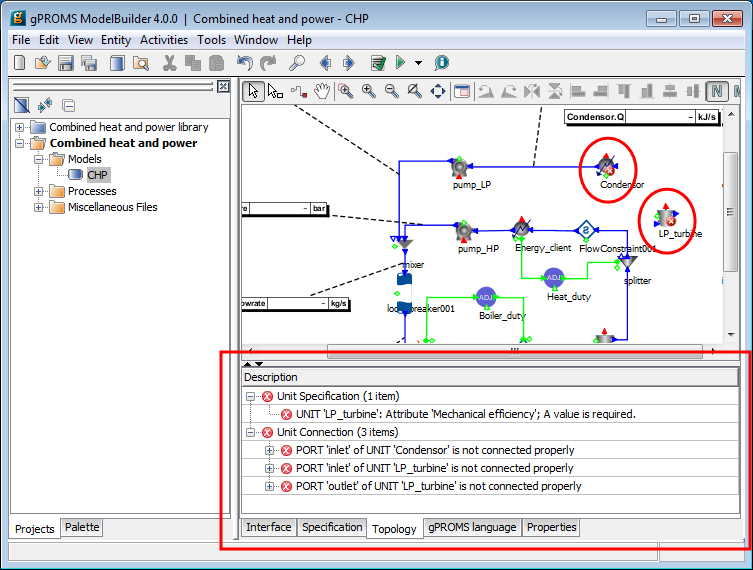 gPROMS ModelBuilder 4.0.0 | Combined heat and power - CHP
File Edit Edit Entity Activities Tools Window Help
Combined heat and power library
Combined heat and power
Models
CHP
Processes
Miscellaneous Files
Projects
Palette
Condensor.Q - kJ/s
pump_LP
Condensor
re - bar
LP_turbine
pump_HP
Energy_client
FlowConstraint001
mixer
splitter
ADJ
Heat_duty
lowrate - kg/s
ADJ
Boiler_duty
Description
Unit Specification (1 item)
UNIT 'LP_turbine': Attribute 'Mechanical efficiency'; A value is required.
Unit Connection (3 items)
PORT 'inlet' of UNIT 'Condensor' is not connected properly
PORT 'inlet' of UNIT 'LP_turbine' is not connected properly
PORT 'outlet' of UNIT 'LP_turbine' is not connected properly
Interface
Specification
Topology
gPROMS language
Properties